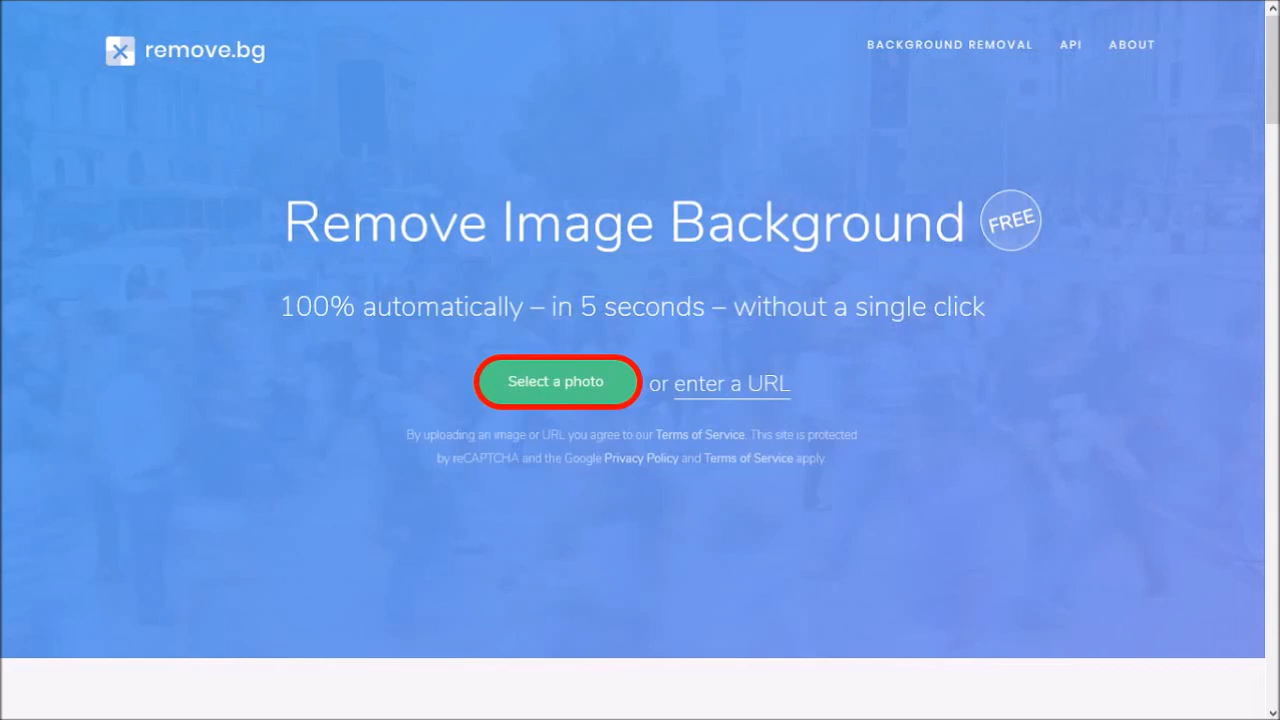 remove.bg
BACKGROUND REMOVAL API ABOUT
Remove Image Background FREE
100% automatically – in 5 seconds – without a single click
Select a photo or enter a URL
By uploading an image or URL you agree to our Terms of Service. This site is protected
by reCAPTCHA and the Google Privacy Policy and Terms of Service apply.